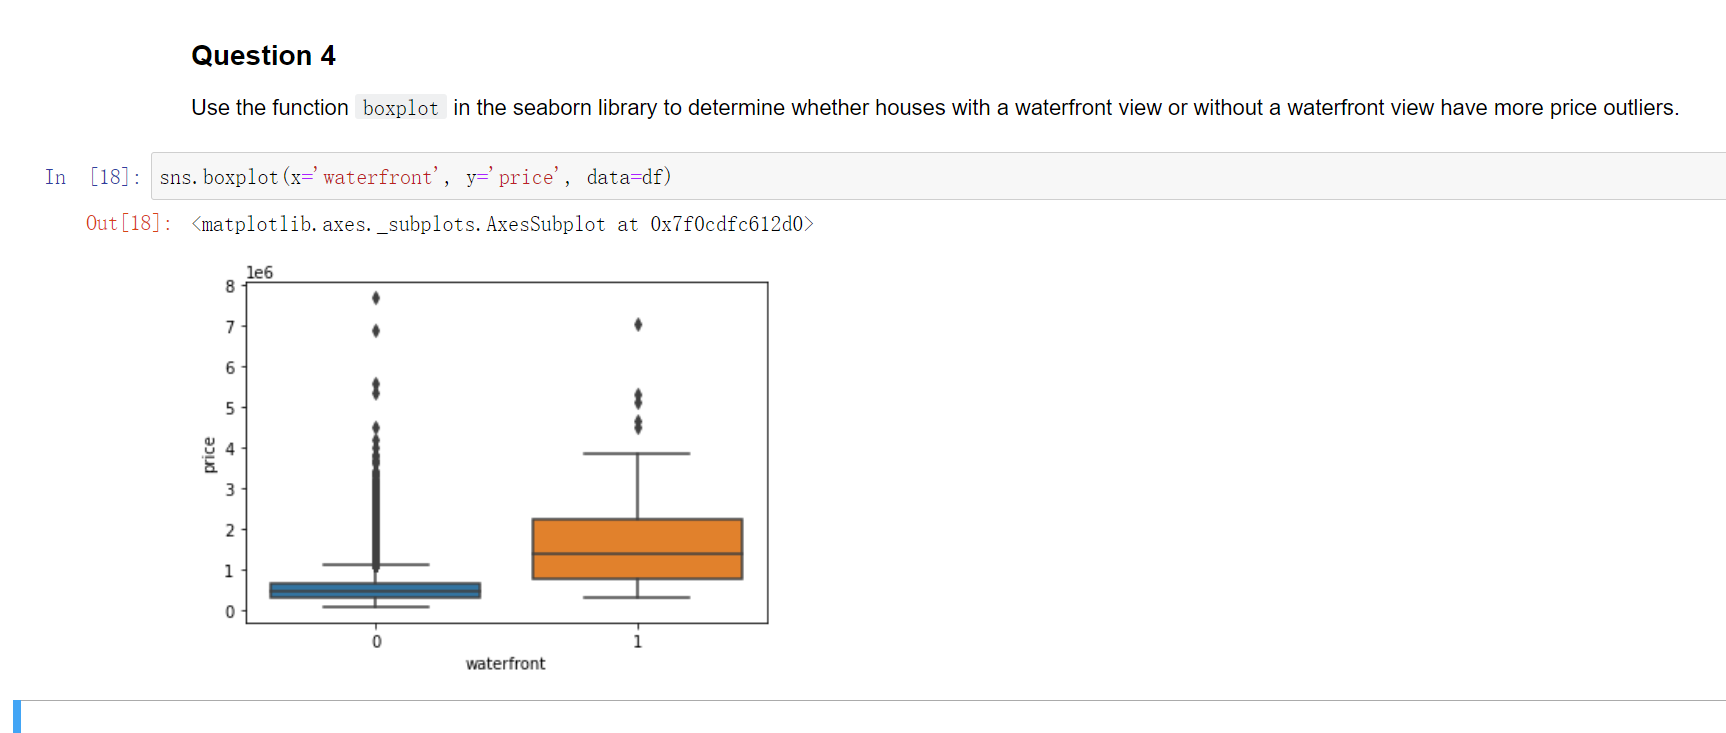 Question 4
Use the function boxplot in the seaborn library to determine whether houses with a waterfront view or without a waterfront view have more price outliers.
In [18]: sns.boxplot(x='waterfront', y='price', data=df)
Out[18]: <matplotlib.axes._subplots.AxesSubplot at 0x7f0cdfc612d0>
1e6
8
7
6
5
4
price
3
2
1
0
0 1
waterfront